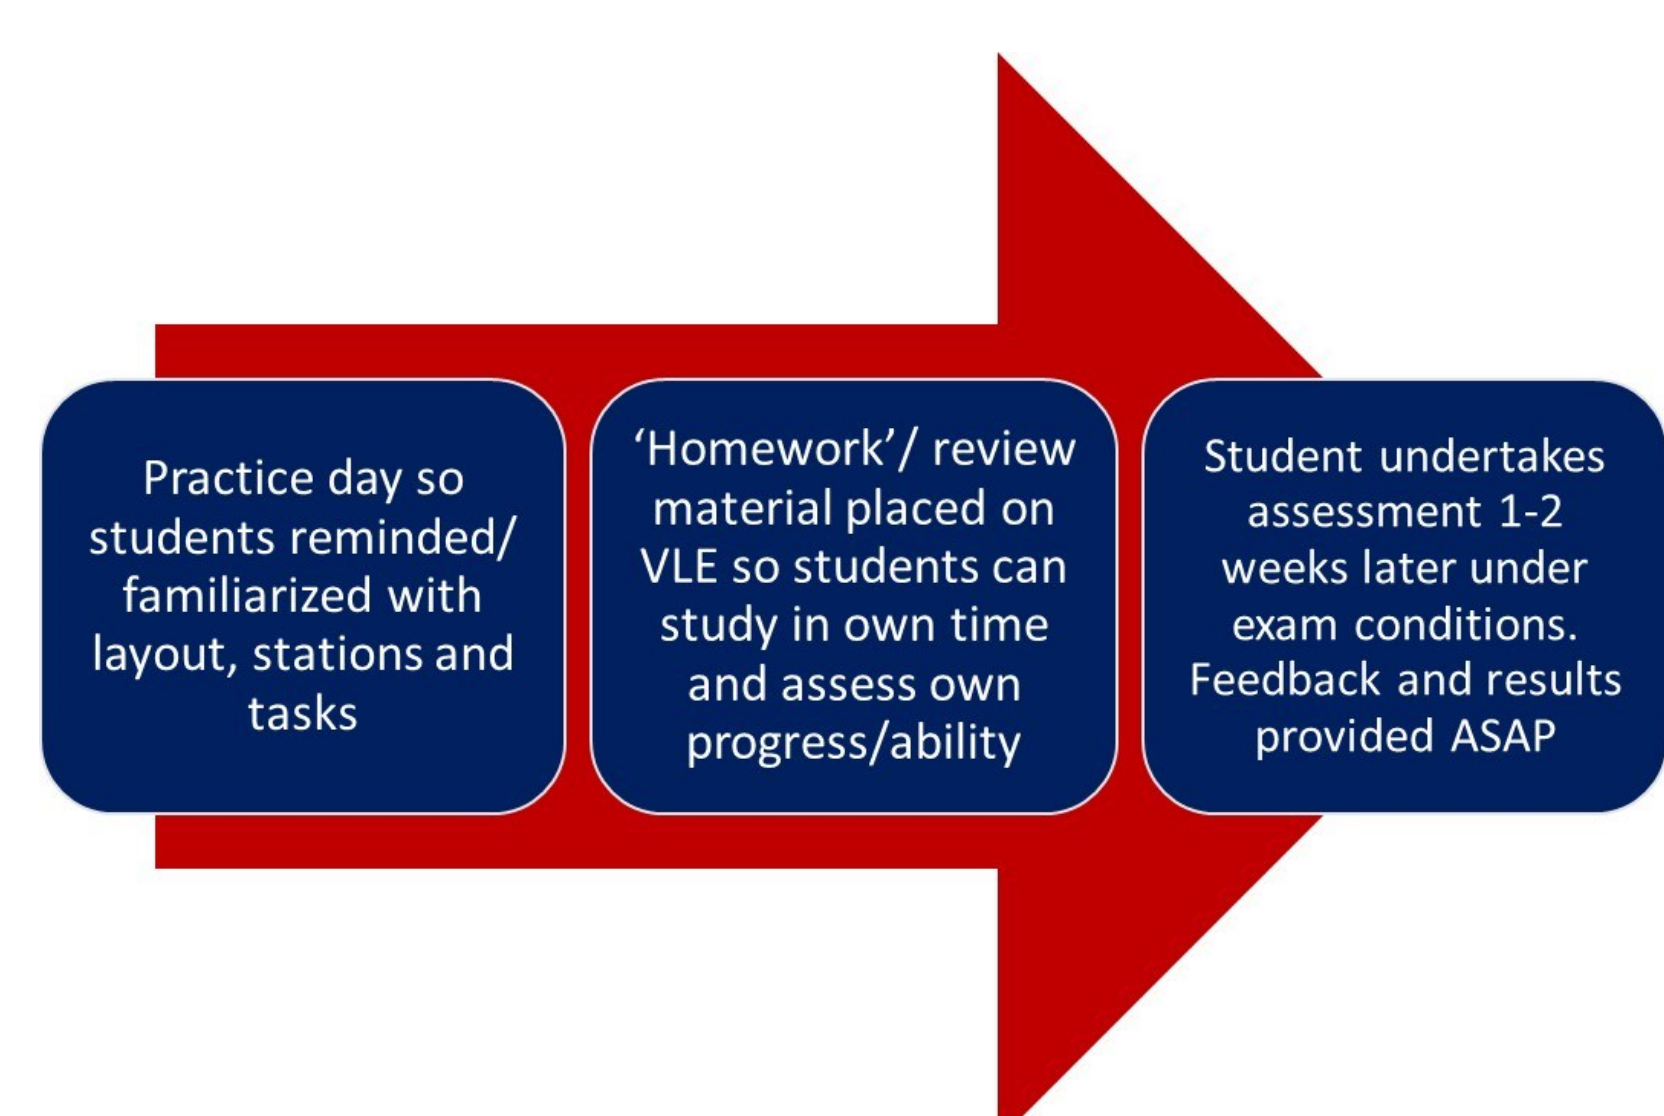 Practice day so
students reminded/
familiarized with
layout, stations and
tasks
‘Homework’/ review
material placed on
VLE so students can
study in own time
and assess own
progress/ability
Student undertakes
assessment 1-2
weeks later under
exam conditions.
Feedback and results
provided ASAP